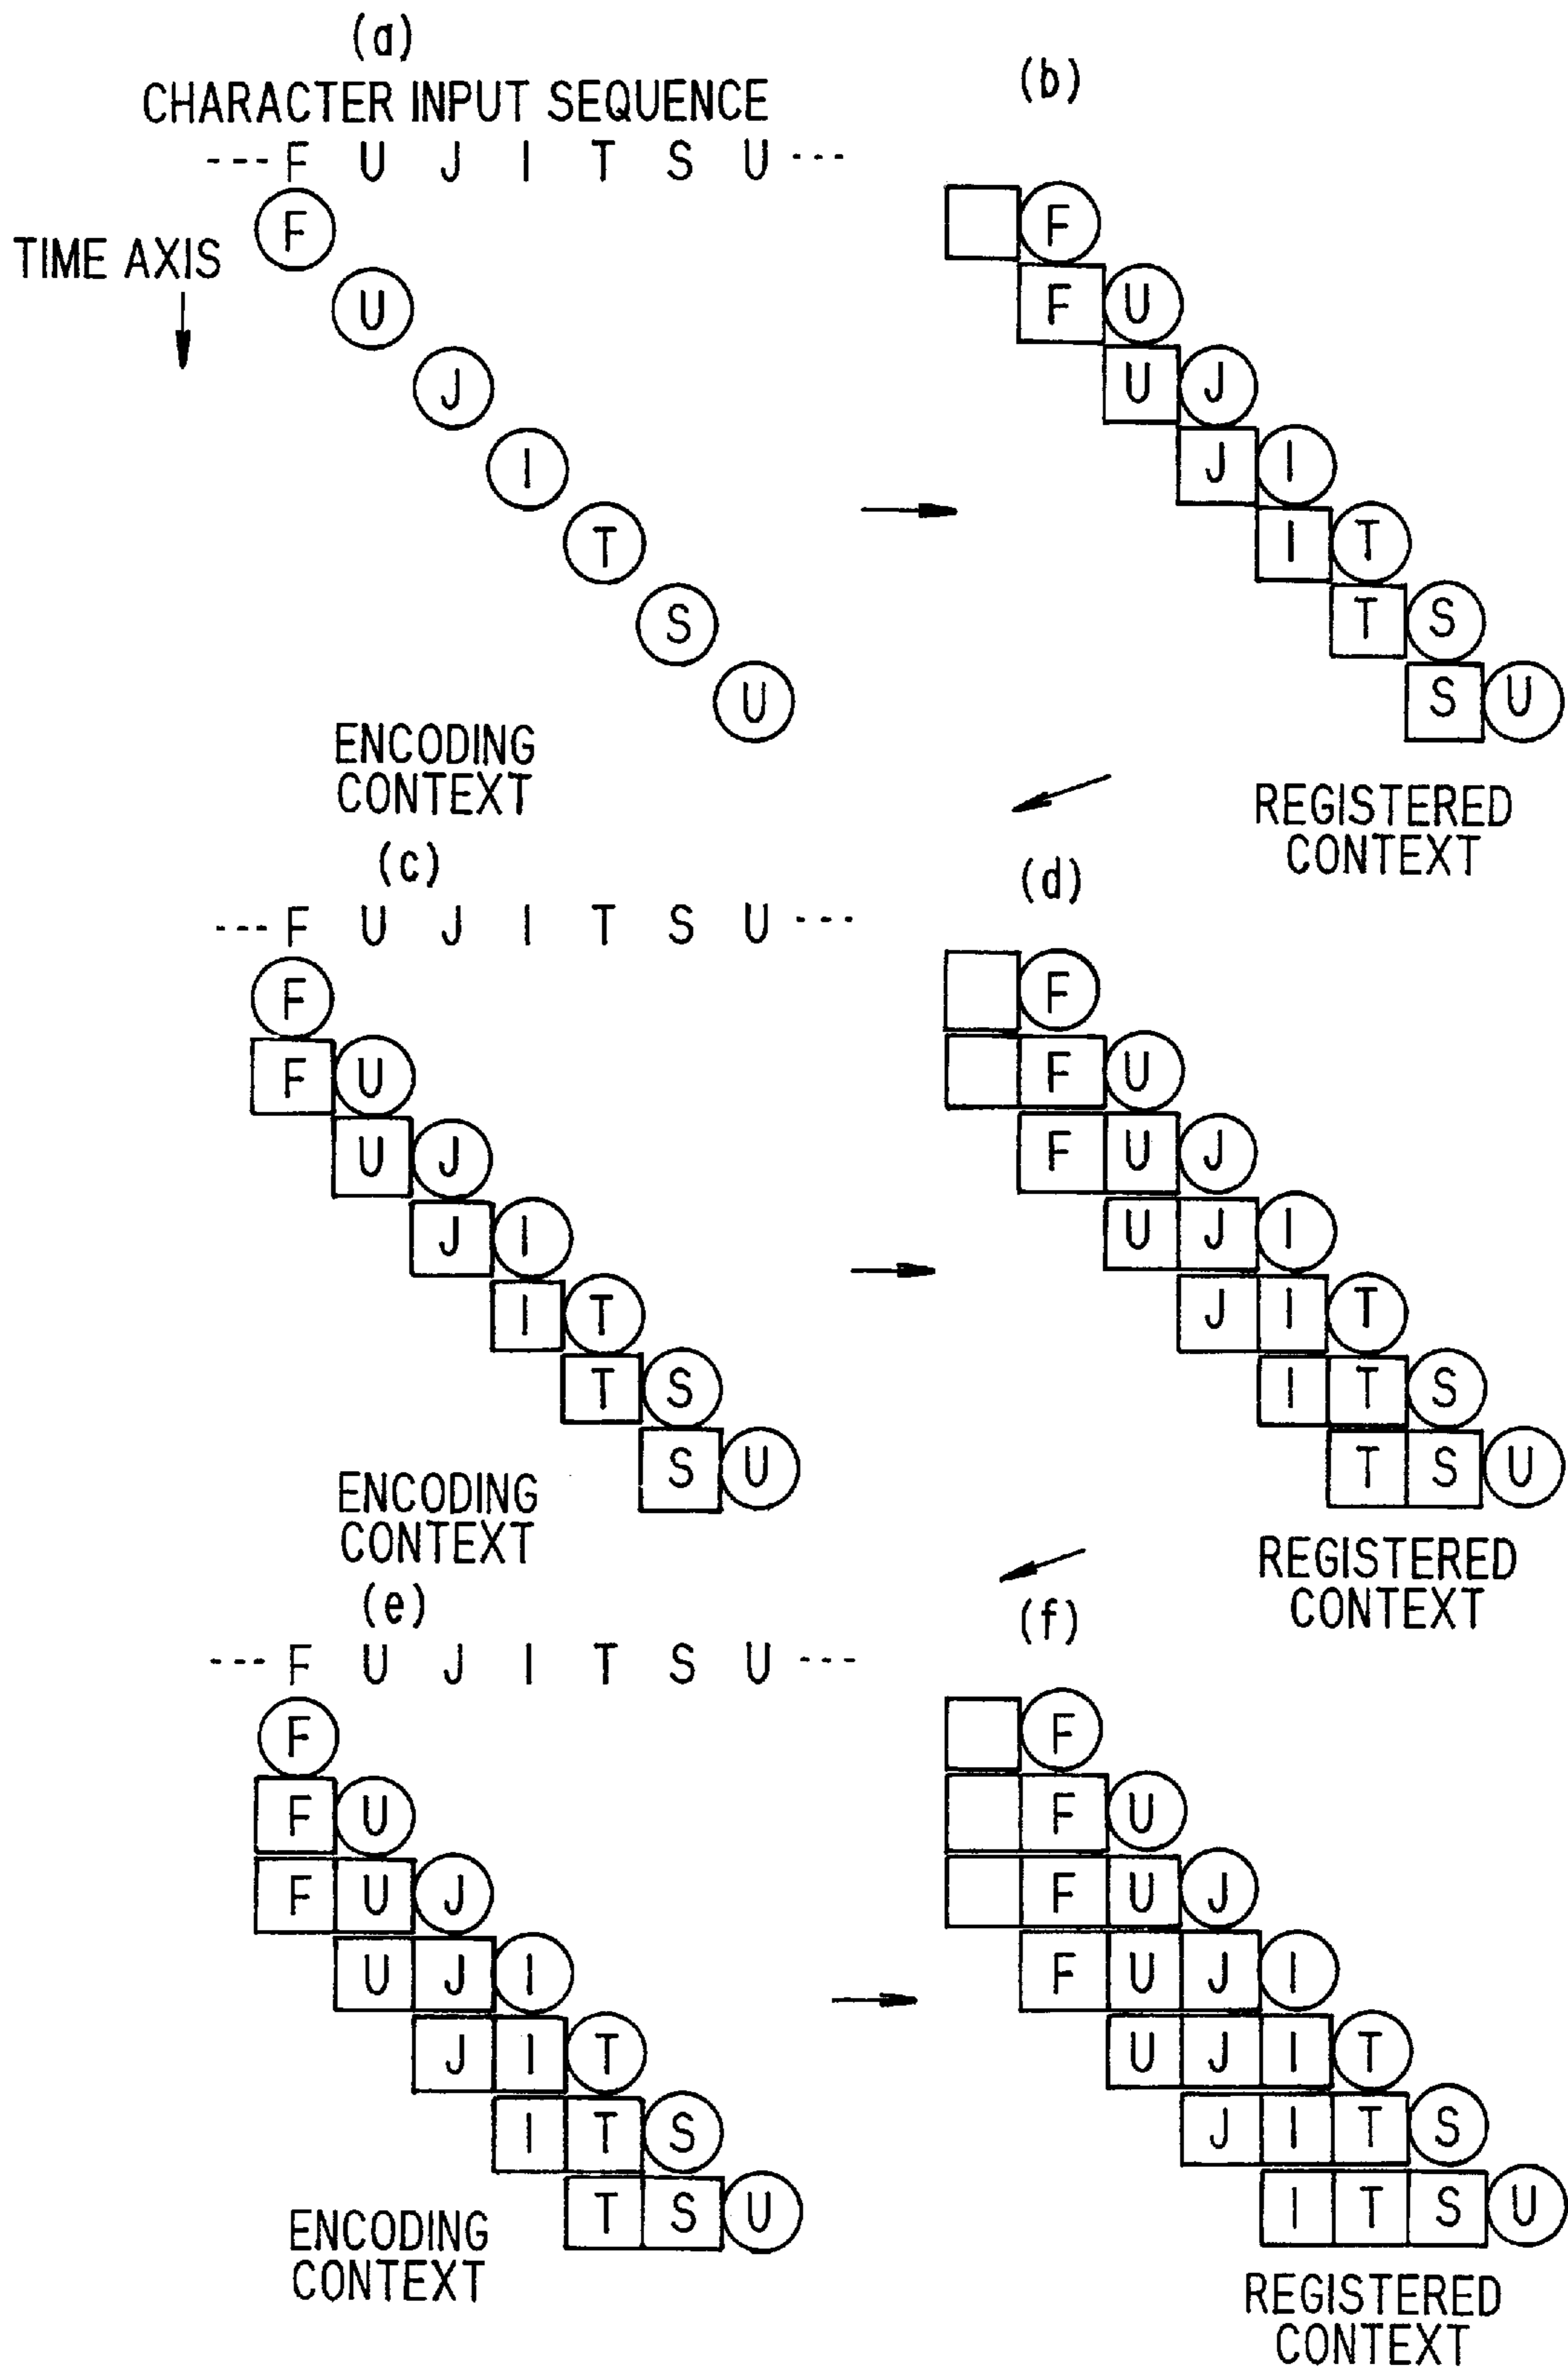 (a)
CHARACTER INPUT SEQUENCE
---F U J I T S U---
TIME AXIS
F
U
J
I
T
S
U
ENCODING
CONTEXT
(b)
F
F U
U J
J I
I T
T S
S U
REGISTERED
CONTEXT
(c)
---F U J I T S U---
F
F U
U J
J I
I T
T S
S U
ENCODING
CONTEXT
(d)
F
F U
F U J
U J I
J I T
I T S
T S U
REGISTERED
CONTEXT
(e)
---F U J I T S U---
F
F U
F U J
U J I
J I T
I T S
T S U
ENCODING
CONTEXT
(f)
F
F U
F U J
F U J I
U J I T
J I T S
I T S U
REGISTERED
CONTEXT